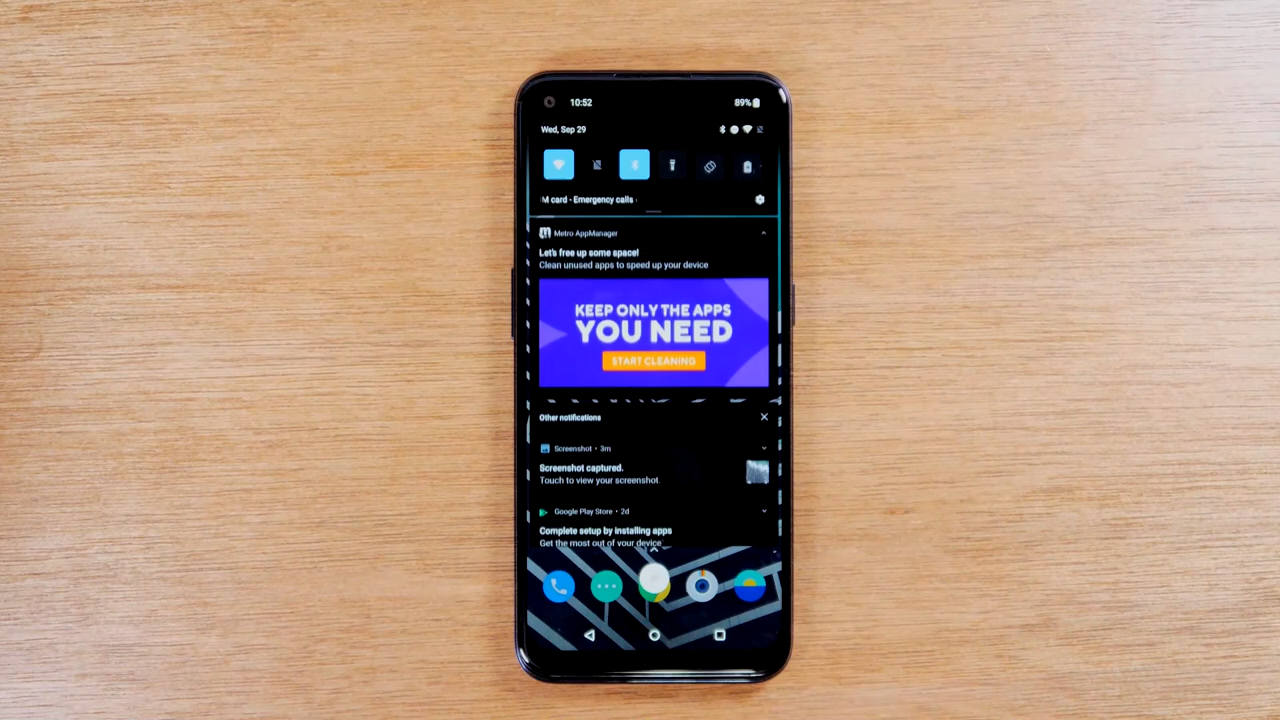 10:52
89%
Wed, Sep 29
M card - Emergency calls
Metro AppManager
Let's free up some space!
Clean unused apps to speed up your device
KEEP ONLY THE APPS
YOU NEED
START CLEANING
Other notifications
Screenshot • 3m
Screenshot captured.
Touch to view your screenshot.
Google Play Store • 2d
Complete setup by installing apps
Get the most out of your device